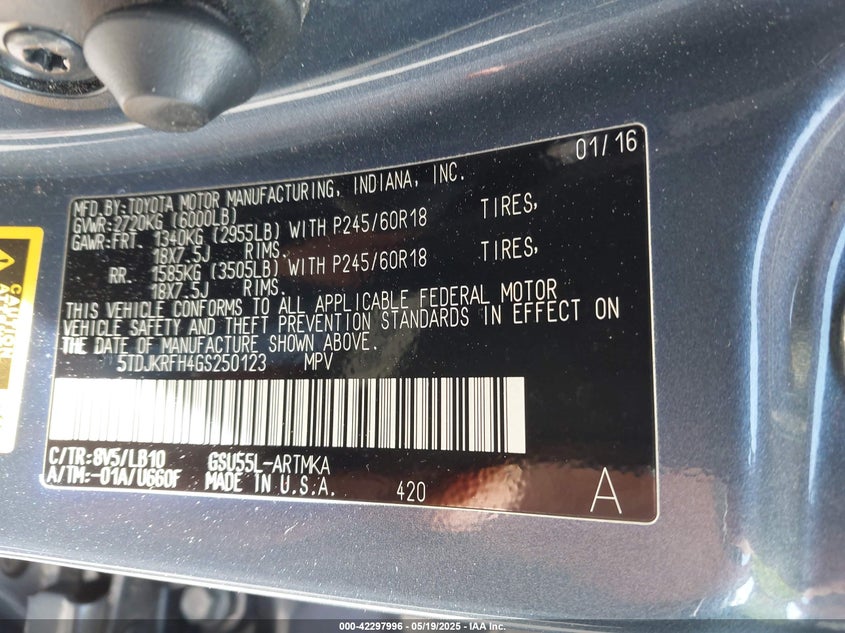 01/16
MFD.BY:TOYOTA MOTOR MANUFACTURING, INDIANA, INC.
GVWR:2720KG (6000LB)
GAWR:FRT. 1340KG (2955LB) WITH P245/60R18 TIRES,
18X7.5J RIMS.
RR. 1585KG (3505LB) WITH P245/60R18 TIRES,
18X7.5J RIMS.
THIS VEHICLE CONFORMS TO ALL APPLICABLE FEDERAL MOTOR
VEHICLE SAFETY AND THEFT PREVENTION STANDARDS IN EFFECT ON
THE DATE OF MANUFACTURE SHOWN ABOVE.
5TDJKRFH4GS250123 MPV
C/TR:8V5/LB10 GSU55L-ARTMKA
A/TM:-01A/U660F MADE IN U.S.A. 420 A
CAUTION
000-42297996 - 05/19/2025 - IAA Inc.